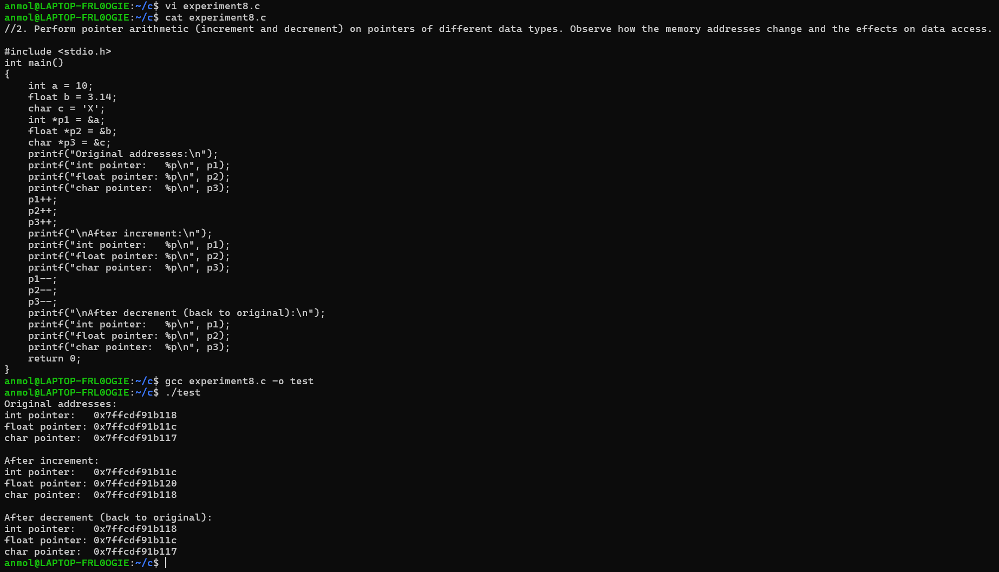 anmol@LAPTOP-FRL0OGIE:~/c$ vi experiment8.c
anmol@LAPTOP-FRL0OGIE:~/c$ cat experiment8.c
//2. Perform pointer arithmetic (increment and decrement) on pointers of different data types. Observe how the memory addresses change and the effects on data access.

#include <stdio.h>
int main()
{
    int a = 10;
    float b = 3.14;
    char c = 'X';
    int *p1 = &a;
    float *p2 = &b;
    char *p3 = &c;
    printf("Original addresses:\n");
    printf("int pointer:   %p\n", p1);
    printf("float pointer: %p\n", p2);
    printf("char pointer:  %p\n", p3);
    p1++;
    p2++;
    p3++;
    printf("\nAfter increment:\n");
    printf("int pointer:   %p\n", p1);
    printf("float pointer: %p\n", p2);
    printf("char pointer:  %p\n", p3);
    p1--;
    p2--;
    p3--;
    printf("\nAfter decrement (back to original):\n");
    printf("int pointer:   %p\n", p1);
    printf("float pointer: %p\n", p2);
    printf("char pointer:  %p\n", p3);
    return 0;
}
anmol@LAPTOP-FRL0OGIE:~/c$ gcc experiment8.c -o test
anmol@LAPTOP-FRL0OGIE:~/c$ ./test
Original addresses:
int pointer:   0x7ffcdf91b118
float pointer: 0x7ffcdf91b11c
char pointer:  0x7ffcdf91b117

After increment:
int pointer:   0x7ffcdf91b11c
float pointer: 0x7ffcdf91b120
char pointer:  0x7ffcdf91b118

After decrement (back to original):
int pointer:   0x7ffcdf91b118
float pointer: 0x7ffcdf91b11c
char pointer:  0x7ffcdf91b117
anmol@LAPTOP-FRL0OGIE:~/c$